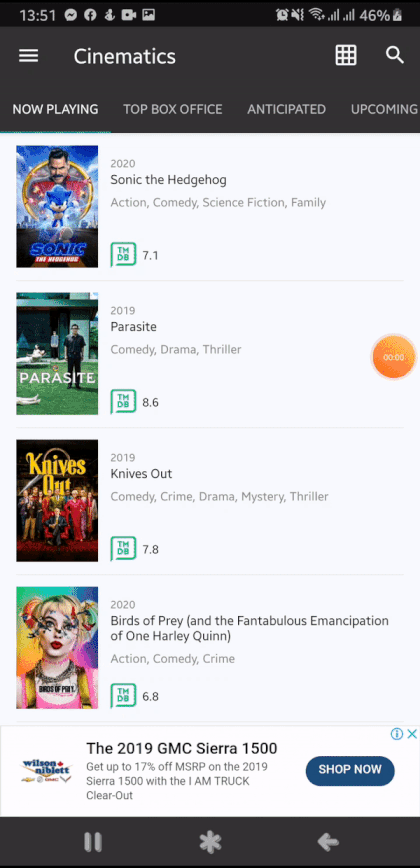 13:51
46%
Cinematics
NOW PLAYING
TOP BOX OFFICE
ANTICIPATED
UPCOMING
SONIC
THE HEDGEHOG
2020
Sonic the Hedgehog
Action, Comedy, Science Fiction, Family
TM
DB
7.1
PARASITE
2019
Parasite
Comedy, Drama, Thriller
TM
DB
8.6
00:00
Knives
Out
2019
Knives Out
Comedy, Crime, Drama, Mystery, Thriller
TM
DB
7.8
BIRDS OF PREY
2020
Birds of Prey (and the Fantabulous Emancipation
of One Harley Quinn)
Action, Comedy, Crime
TM
DB
6.8
wilson
niblett
The 2019 GMC Sierra 1500
Get up to 17% off MSRP on the 2019
Sierra 1500 with the I AM TRUCK
Clear-Out
SHOP NOW